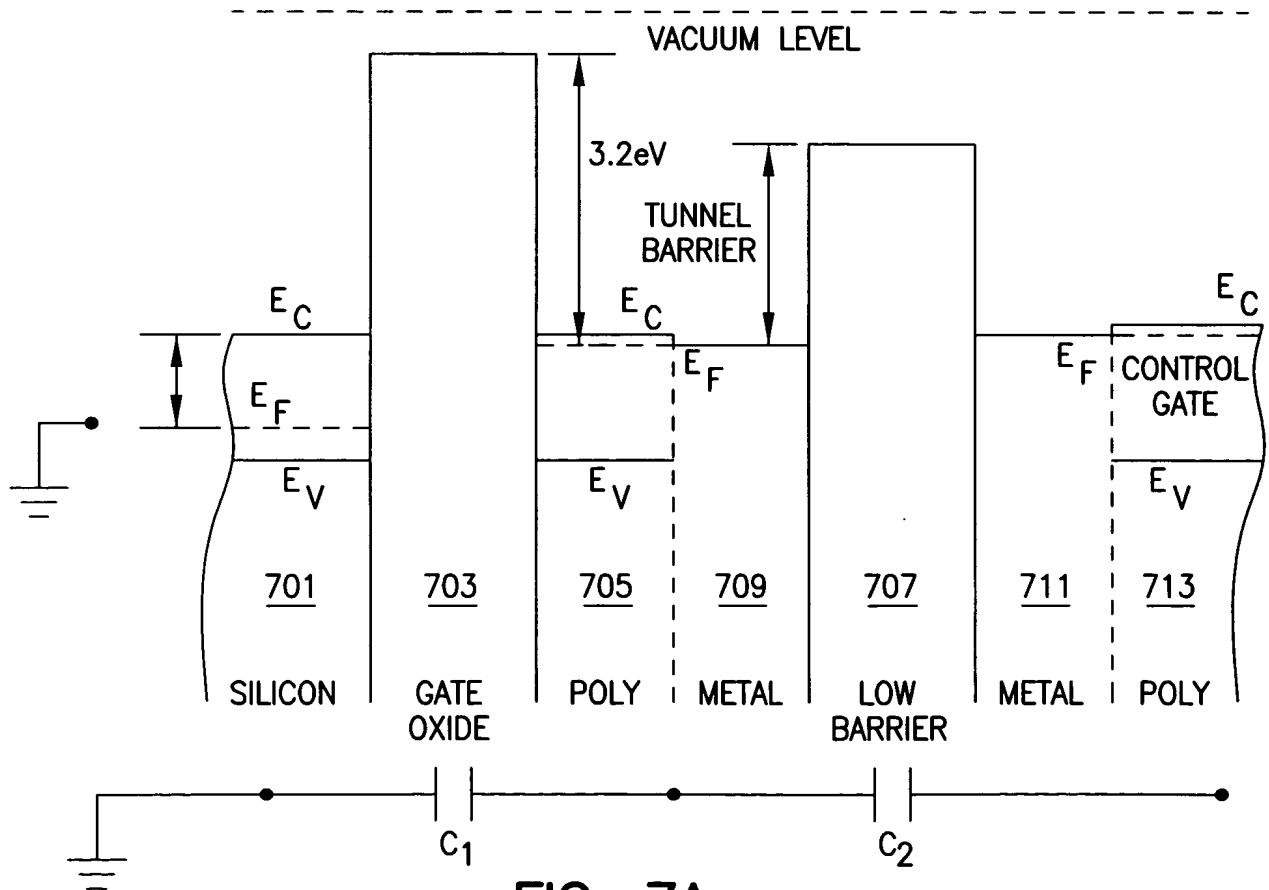 VACUUM LEVEL
3.2eV
TUNNEL
BARRIER
E_C
E_F
E_V
E_C
E_F
E_V
E_C
E_F
CONTROL
GATE
E_V
701
703
705
709
707
711
713
SILICON
GATE
OXIDE
POLY
METAL
LOW
BARRIER
METAL
POLY
C_1
C_2
FIG. 7A